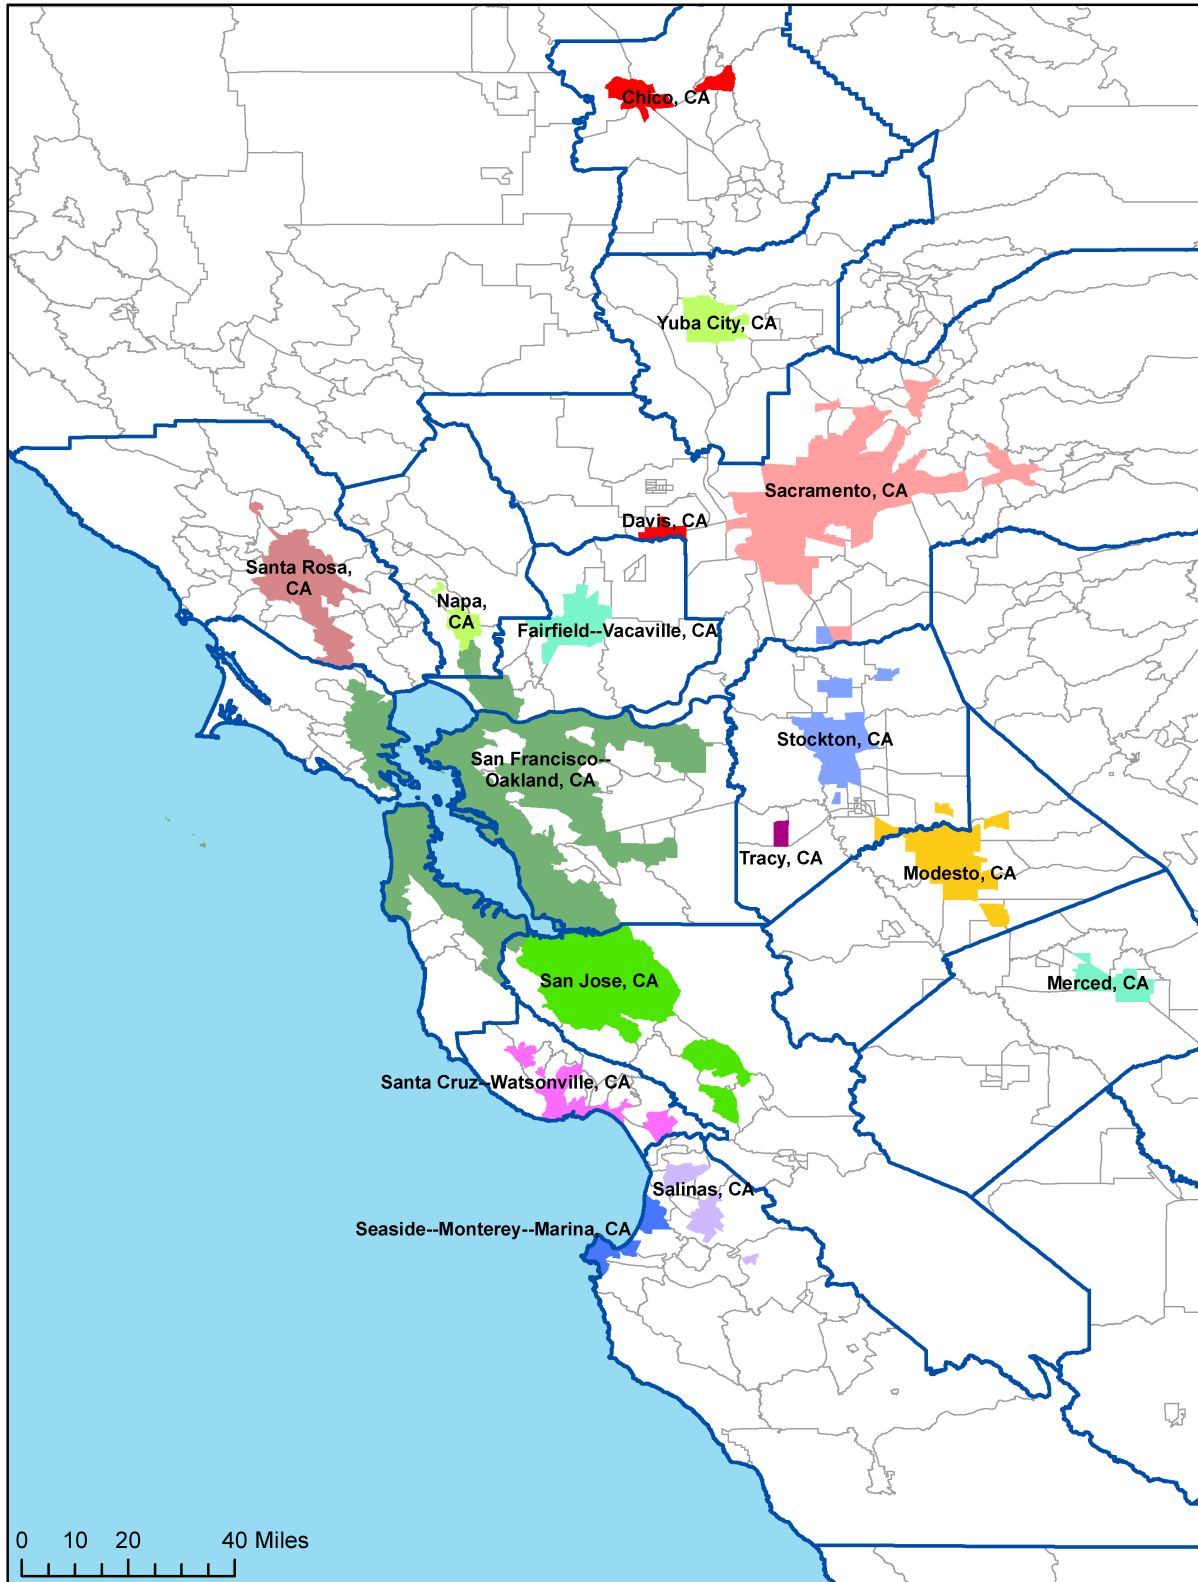 Chico, CA
Yuba City, CA
Sacramento, CA
Davis, CA
Santa Rosa,
CA
Napa,
CA
Fairfield--Vacaville, CA
Stockton, CA
San Francisco--
Oakland, CA
Tracy, CA
Modesto, CA
San Jose, CA
Merced, CA
Santa Cruz--Watsonville, CA
Salinas, CA
Seaside--Monterey--Marina, CA
0 10 20 40 Miles